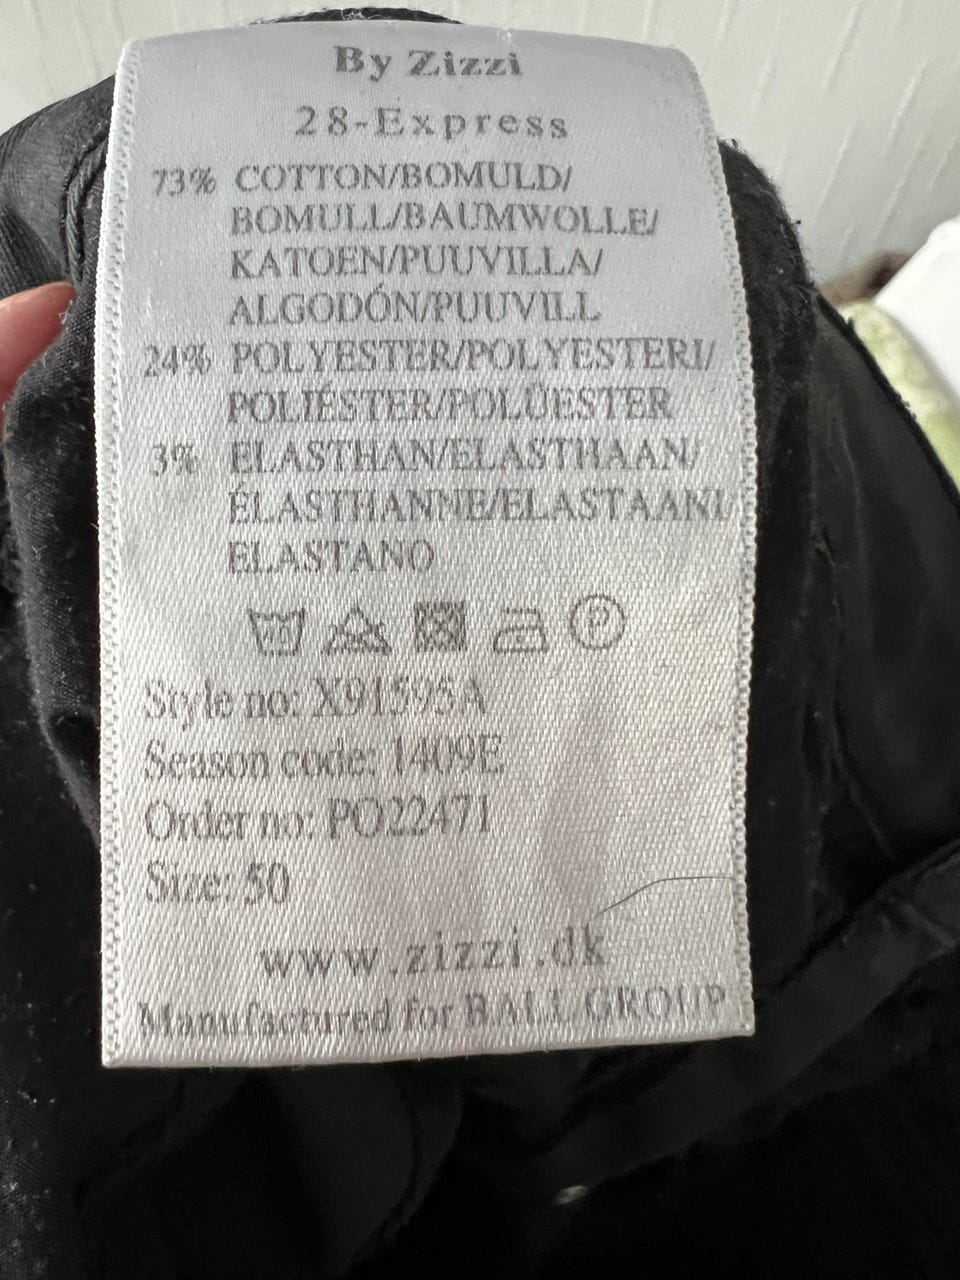 By Zizzi
28-Express
73% COTTON/BOMULD/
BOMULL/BAUMWOLLE/
KATOEN/PUUVILLA/
ALGODÓN/PUUVILL
24% POLYESTER/POLYESTERI/
POLIÉSTER/POLÜESTER
3% ELASTHAN/ELASTHAAN/
ÉLASTHANNE/ELASTAANI/
ELASTANO
40 P
Style no: X91595A
Season code: 1409E
Order no: PO22471
Size: 50
www.zizzi.dk
Manufactured for BALL GROUP